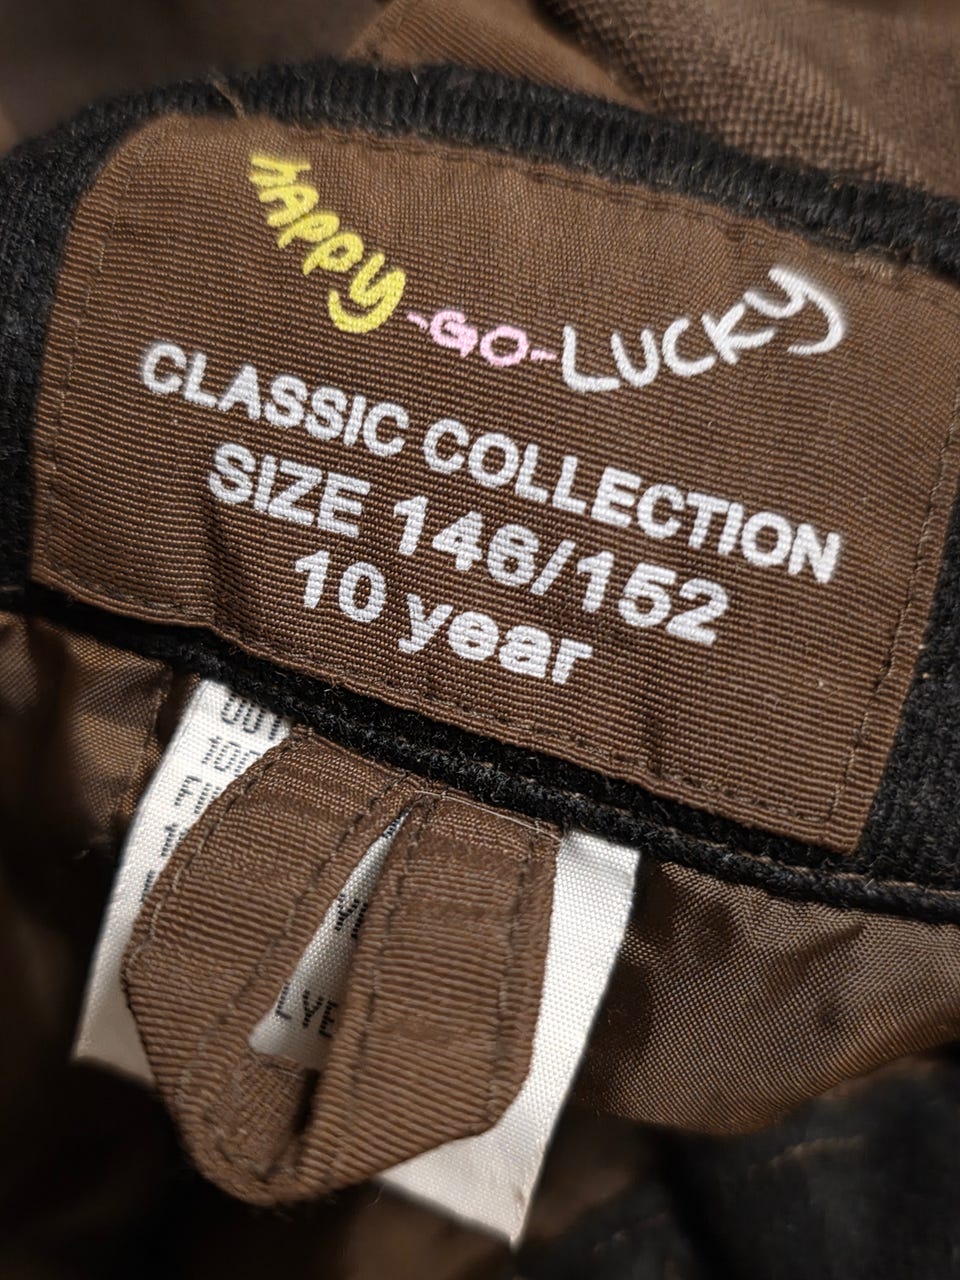 HAPPY-GO-LUCKY
CLASSIC COLLECTION
SIZE 146/152
10 year